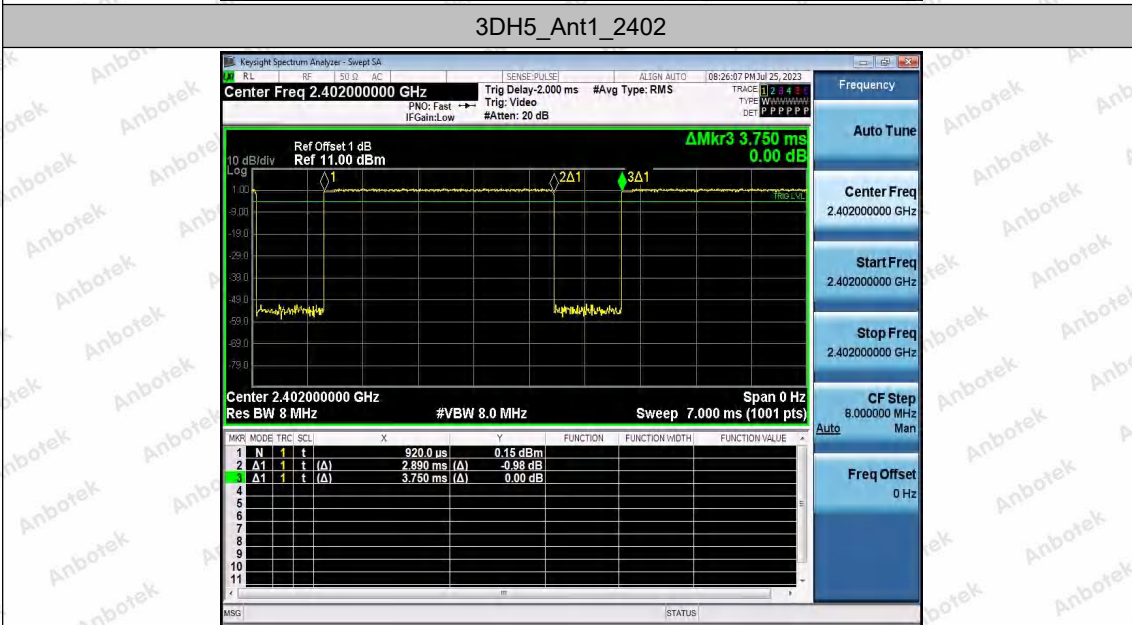 3DH5_Ant1_2402
Keysight Spectrum Analyzer - Swept SA
RL RF 50 Ω AC SENSE:PULSE ALIGN AUTO 08:26:07 PM Jul 25, 2023
Center Freq 2.402000000 GHz
PNO: Fast
IFGain:Low
Trig Delay-2.000 ms
Trig: Video
#Atten: 20 dB
#Avg Type: RMS
TRACE 1 2 3 4 5 6
TYPE WWWWWW
DET P P P P P P
Frequency
Auto Tune
Center Freq
2.402000000 GHz
Start Freq
2.402000000 GHz
Stop Freq
2.402000000 GHz
CF Step
8.000000 MHz
Auto Man
Freq Offset
0 Hz
ΔMkr3 3.750 ms
0.00 dB
Ref Offset 1 dB
10 dB/div Ref 11.00 dBm
Log
1 2Δ1 3Δ1
TRIG LVL
1.00
-9.00
-19.0
-29.0
-39.0
-49.0
-59.0
-69.0
-79.0
Center 2.402000000 GHz Span 0 Hz
Res BW 8 MHz #VBW 8.0 MHz Sweep 7.000 ms (1001 pts)
MKR MODE TRC SCL X Y FUNCTION FUNCTION WIDTH FUNCTION VALUE
1 N 1 t 920.0 µs 0.15 dBm
2 Δ1 1 t (Δ) 2.890 ms (Δ) -0.98 dB
3 Δ1 1 t (Δ) 3.750 ms (Δ) 0.00 dB
4
5
6
7
8
9
10
11
MSG STATUS
Anbotek